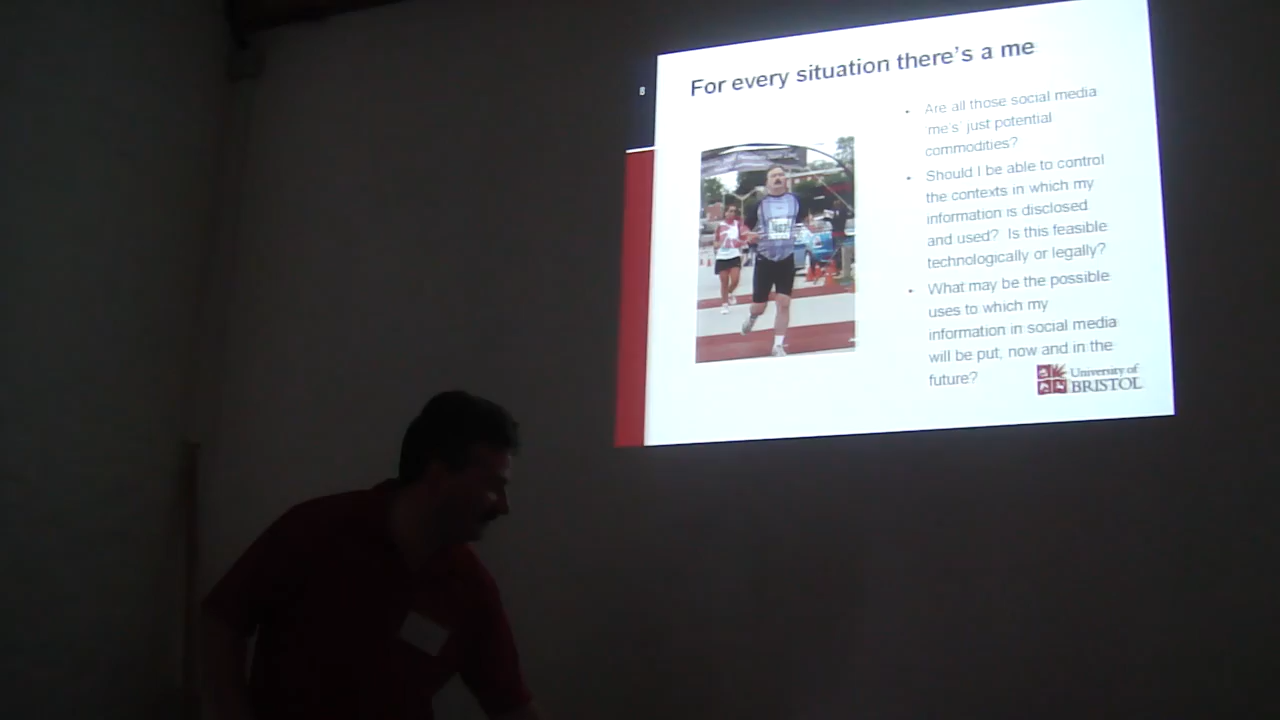 8
For every situation there's a me
• Are all those social media
'me's' just potential
commodities?
• Should I be able to control
the contexts in which my
information is disclosed
and used? Is this feasible
technologically or legally?
• What may be the possible
uses to which my
information in social media
will be put, now and in the
future?
University of
BRISTOL